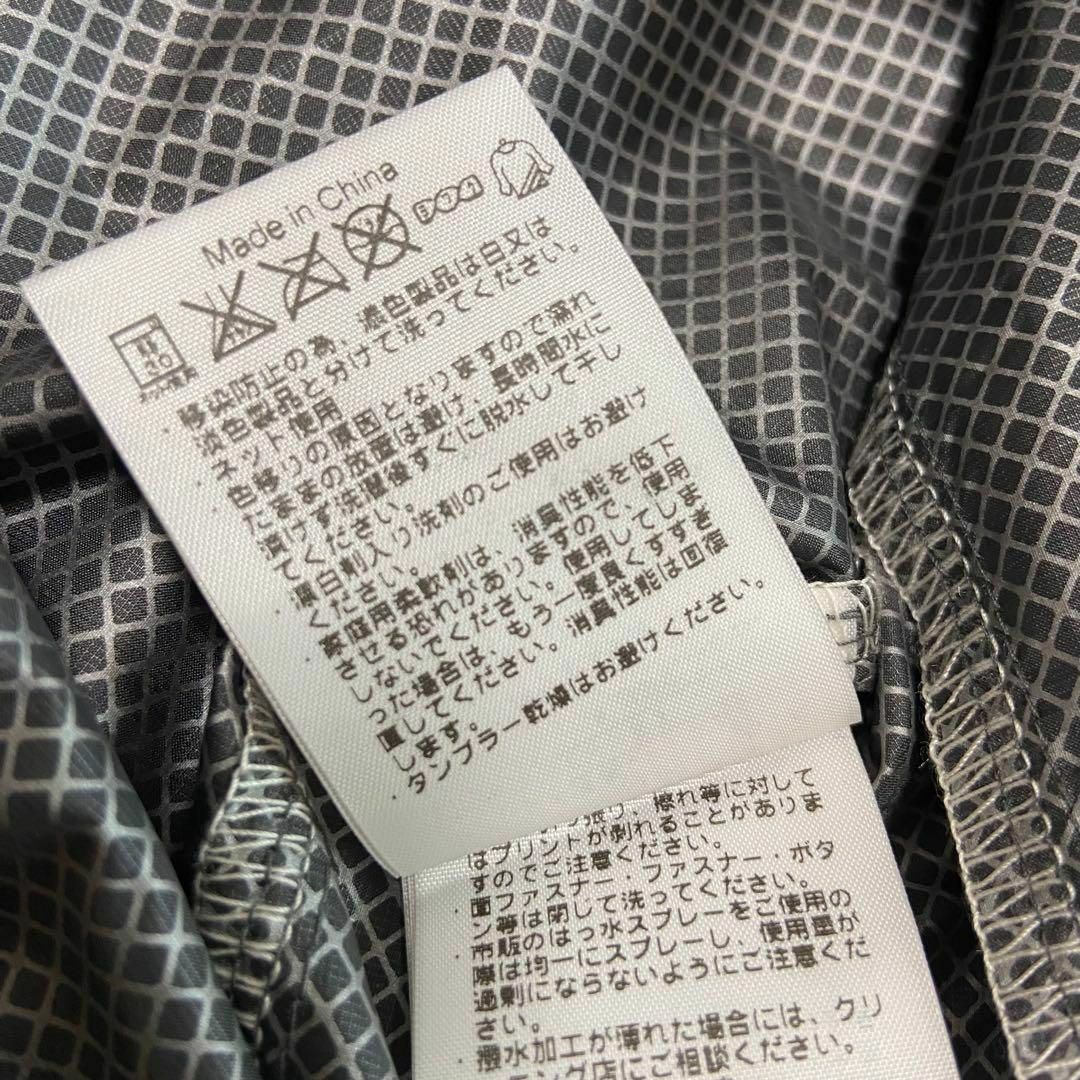 Made in China
30
ネット使用
・移染防止の為、濃色製品は白又は
淡色製品と分けて洗ってください。
・ネット使用
・色移りの原因となりますので濡れ
たままの放置は避け、長時間水に
漬けず洗濯後すぐに脱水して干し
てください。
・漂白剤入り洗剤のご使用はお避け
ください。
・家庭用柔軟剤は、消臭性能を低下
させる恐れがありますので、使用
しないでください。使用してしま
った場合は、もう一度良くすすぎ
直してください。消臭性能は回復
します。
・タンブラー乾燥はお避けください。
擦れ等に対して
はプリントが剥れることがありま
すのでご注意ください。
・面ファスナー・ファスナー・ボタ
ン等は閉じて洗ってください。
・市販のはっ水スプレーをご使用の
際は均一にスプレーし、使用量が
過剰にならないようにご注意くだ
さい。
・撥水加工が薄れた場合には、クリ
ーニング店にご相談ください。